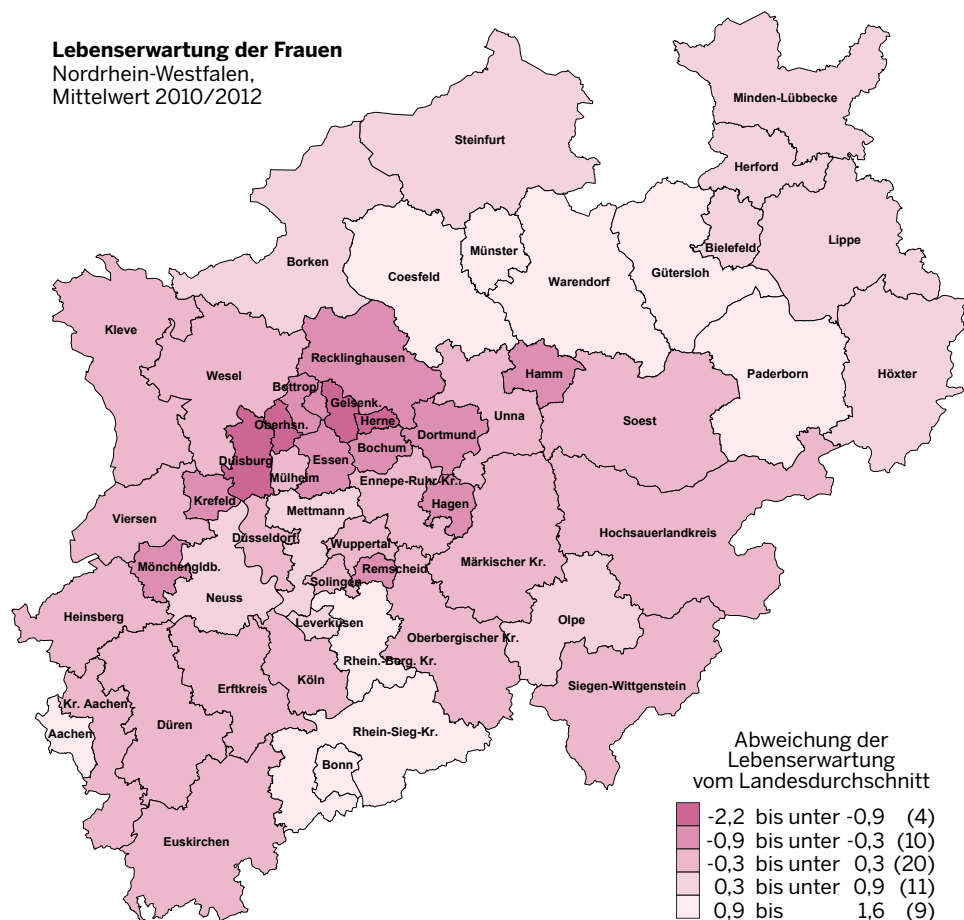 Lebenserwartung der Frauen
Nordrhein-Westfalen,
Mittelwert 2010/2012
Minden-Lübbecke
Steinfurt
Herford
Lippe
Bielefeld
Münster
Borken
Coesfeld
Warendorf
Gütersloh
Kleve
Recklinghausen
Wesel
Hamm
Paderborn
Höxter
Bottrop
Gelsenk.
Unna
Soest
Oberhsn.
Herne
Dortmund
Bochum
Duisburg
Essen
Mülheim
Ennepe-Ruhr-Kr.
Krefeld
Hagen
Mettmann
Viersen
Düsseldorf
Wuppertal
Hochsauerlandkreis
Mönchengldb.
Remscheid
Märkischer Kr.
Solingen
Neuss
Heinsberg
Leverkusen
Olpe
Oberbergischer Kr.
Rhein.-Berg. Kr.
Köln
Erftkreis
Siegen-Wittgenstein
Kr. Aachen
Düren
Aachen
Rhein-Sieg-Kr.
Bonn
Euskirchen
Abweichung der
Lebenserwartung
vom Landesdurchschnitt
-2,2 bis unter -0,9 (4)
-0,9 bis unter -0,3 (10)
-0,3 bis unter 0,3 (20)
0,3 bis unter 0,9 (11)
0,9 bis 1,6 (9)